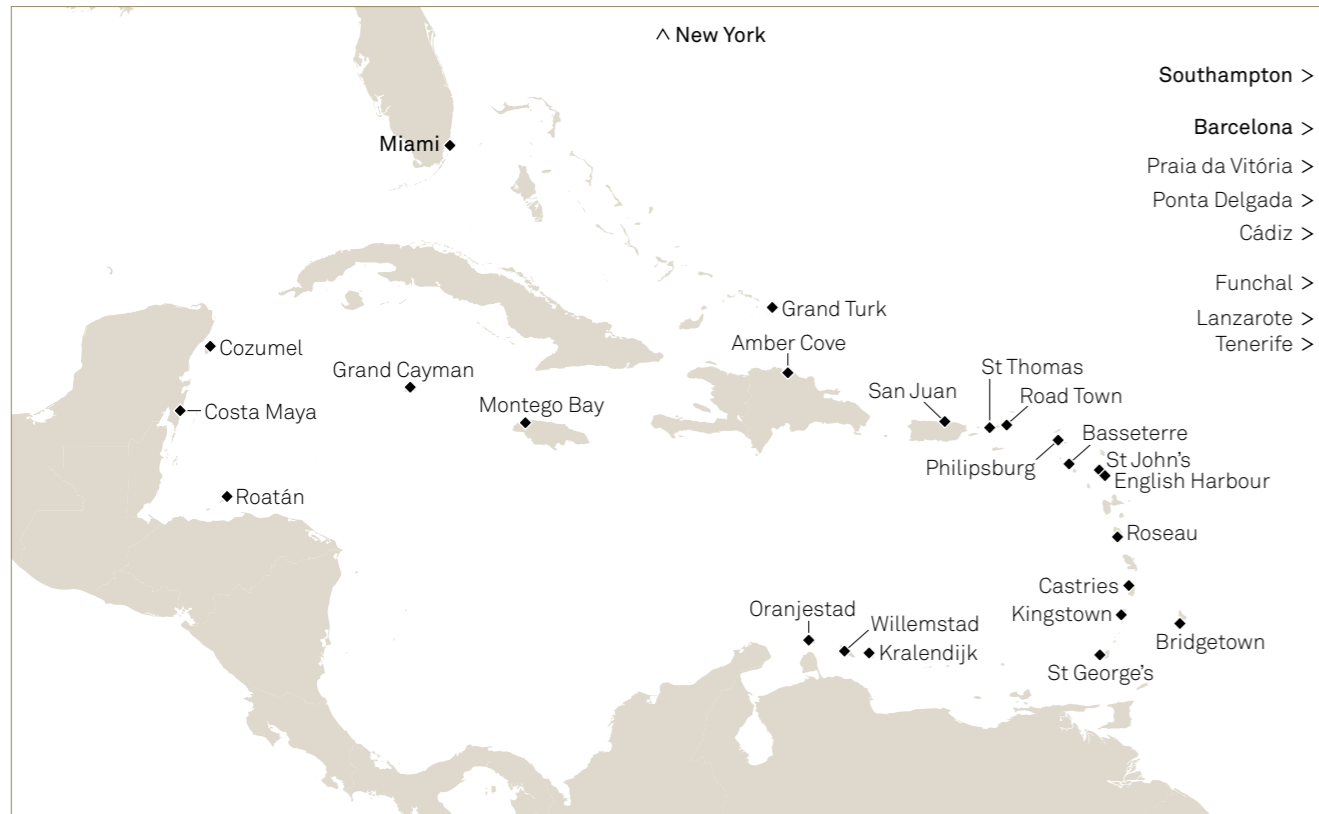 ^ New York
Southampton >
Barcelona >
Miami
Praia da Vitória >
Ponta Delgada >
Cádiz >
Funchal >
Grand Turk
Lanzarote >
Amber Cove
Tenerife >
Cozumel
Grand Cayman
St Thomas
San Juan
Road Town
Costa Maya
Montego Bay
Basseterre
Philipsburg
St John's
English Harbour
Roatán
Roseau
Castries
Oranjestad
Kingstown
Willemstad
Bridgetown
Kralendijk
St George's